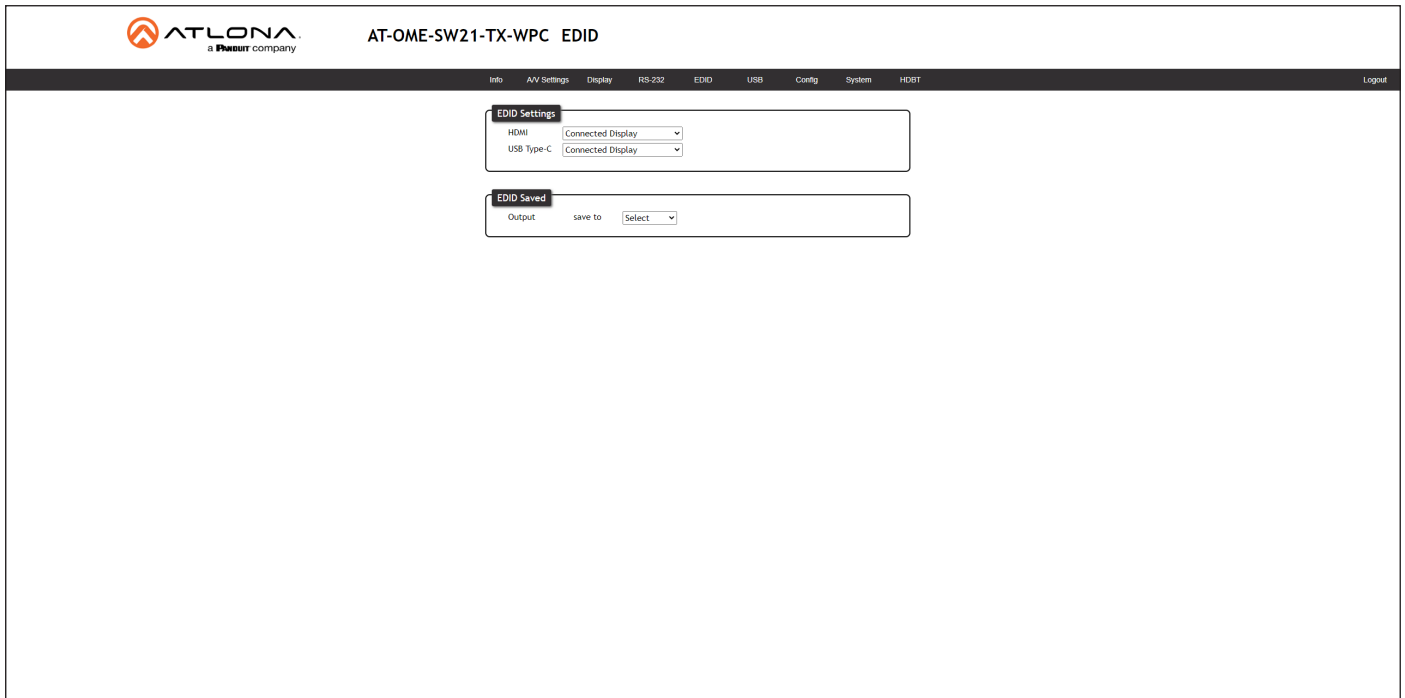 ATLONA.
a PANDUIT company
AT-OME-SW21-TX-WPC EDID
Info A/V Settings Display RS-232 EDID USB Config System HDBT Logout
EDID Settings
HDMI Connected Display
USB Type-C Connected Display
EDID Saved
Output save to Select